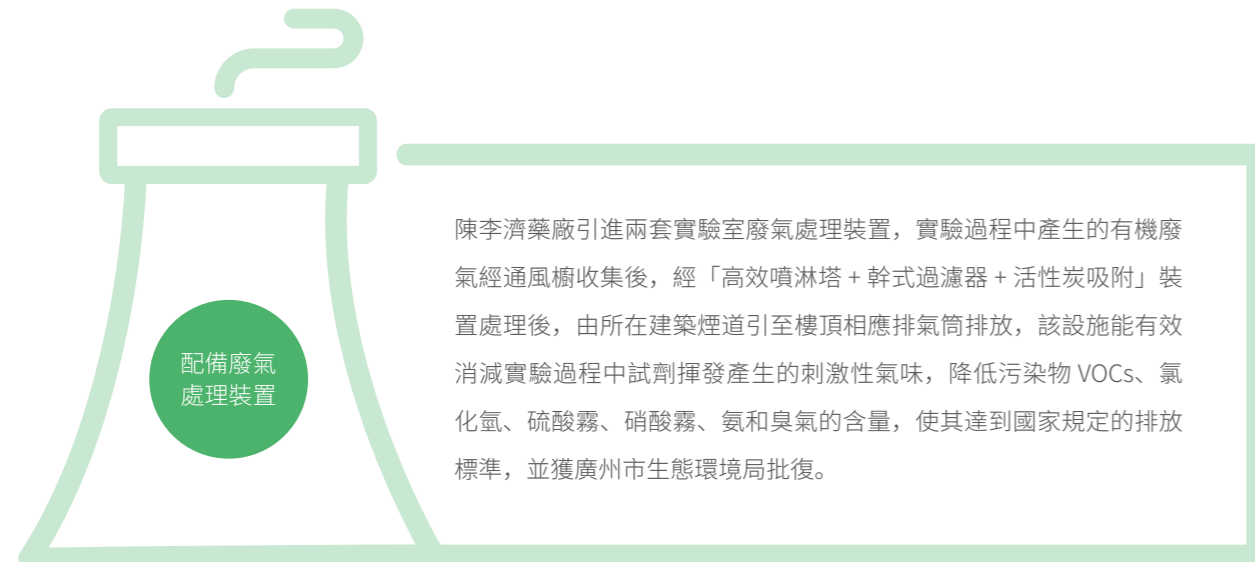 配備廢氣
處理裝置
陳李濟藥廠引進兩套實驗室廢氣處理裝置，實驗過程中產生的有機廢
氣經通風櫥收集後，經「高效噴淋塔 + 幹式過濾器 + 活性炭吸附」裝
置處理後，由所在建築煙道引至樓頂相應排氣筒排放，該設施能有效
消減實驗過程中試劑揮發產生的刺激性氣味，降低污染物 VOCs、氯
化氫、硫酸霧、硝酸霧、氨和臭氣的含量，使其達到國家規定的排放
標準，並獲廣州市生態環境局批復。